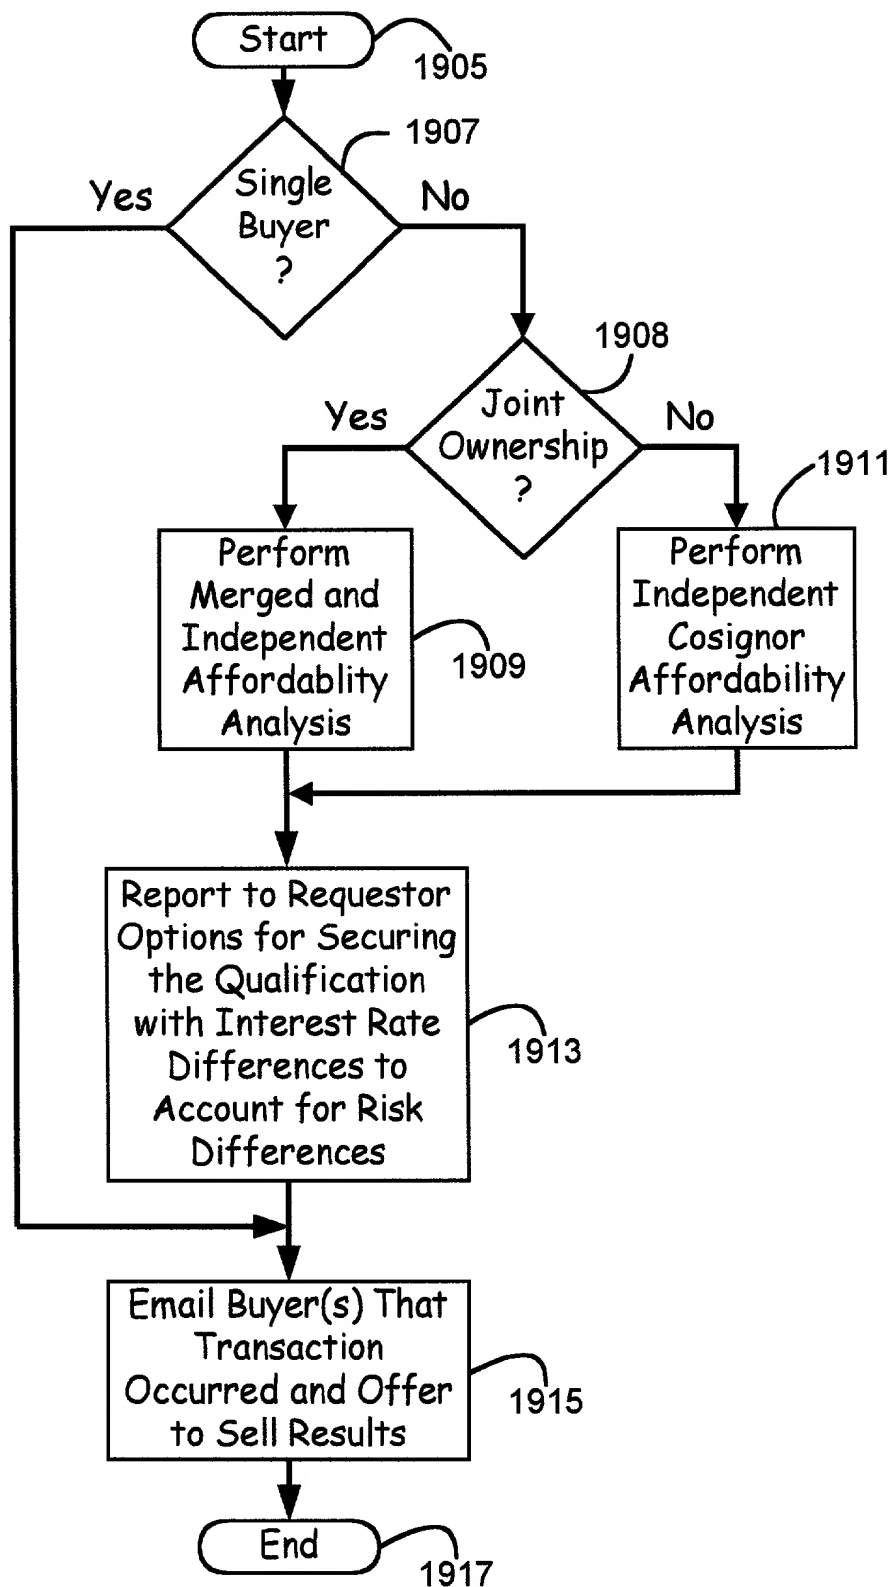 Start
1905
1907
Single
Buyer
?
Yes
No
1908
Joint
Ownership
?
Yes
No
1911
Perform
Merged and
Independent
Affordablity
Analysis
1909
Perform
Independent
Cosignor
Affordability
Analysis
Report to Requestor
Options for Securing
the Qualification
with Interest Rate
Differences to
Account for Risk
Differences
1913
Email Buyer(s) That
Transaction
Occurred and Offer
to Sell Results
1915
End
1917